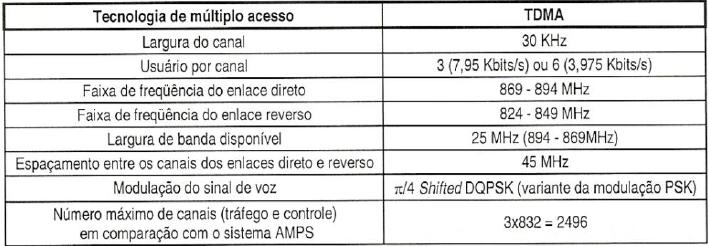 Tecnologia de múltiplo acesso TDMA
Largura do canal 30 KHz
Usuário por canal 3 (7,95 Kbits/s) ou 6 (3,975 Kbits/s)
Faixa de freqüência do enlace direto 869 - 894 MHz
Faixa de freqüência do enlace reverso 824 - 849 MHz
Largura de banda disponível 25 MHz (894 - 869MHz)
Espaçamento entre os canais dos enlaces direto e reverso 45 MHz
Modulação do sinal de voz π/4 Shifted DQPSK (variante da modulação PSK)
Número máximo de canais (tráfego e controle)
em comparação com o sistema AMPS 3x832 = 2496